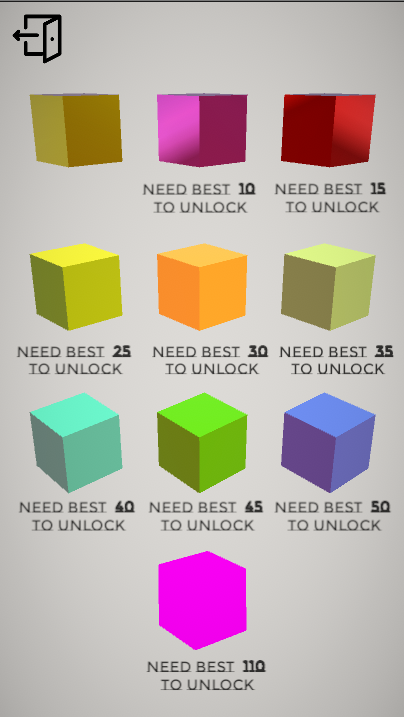 NEED BEST 10
TO UNLOCK
NEED BEST 15
TO UNLOCK
NEED BEST 25
TO UNLOCK
NEED BEST 30
TO UNLOCK
NEED BEST 35
TO UNLOCK
NEED BEST 40
TO UNLOCK
NEED BEST 45
TO UNLOCK
NEED BEST 50
TO UNLOCK
NEED BEST 110
TO UNLOCK